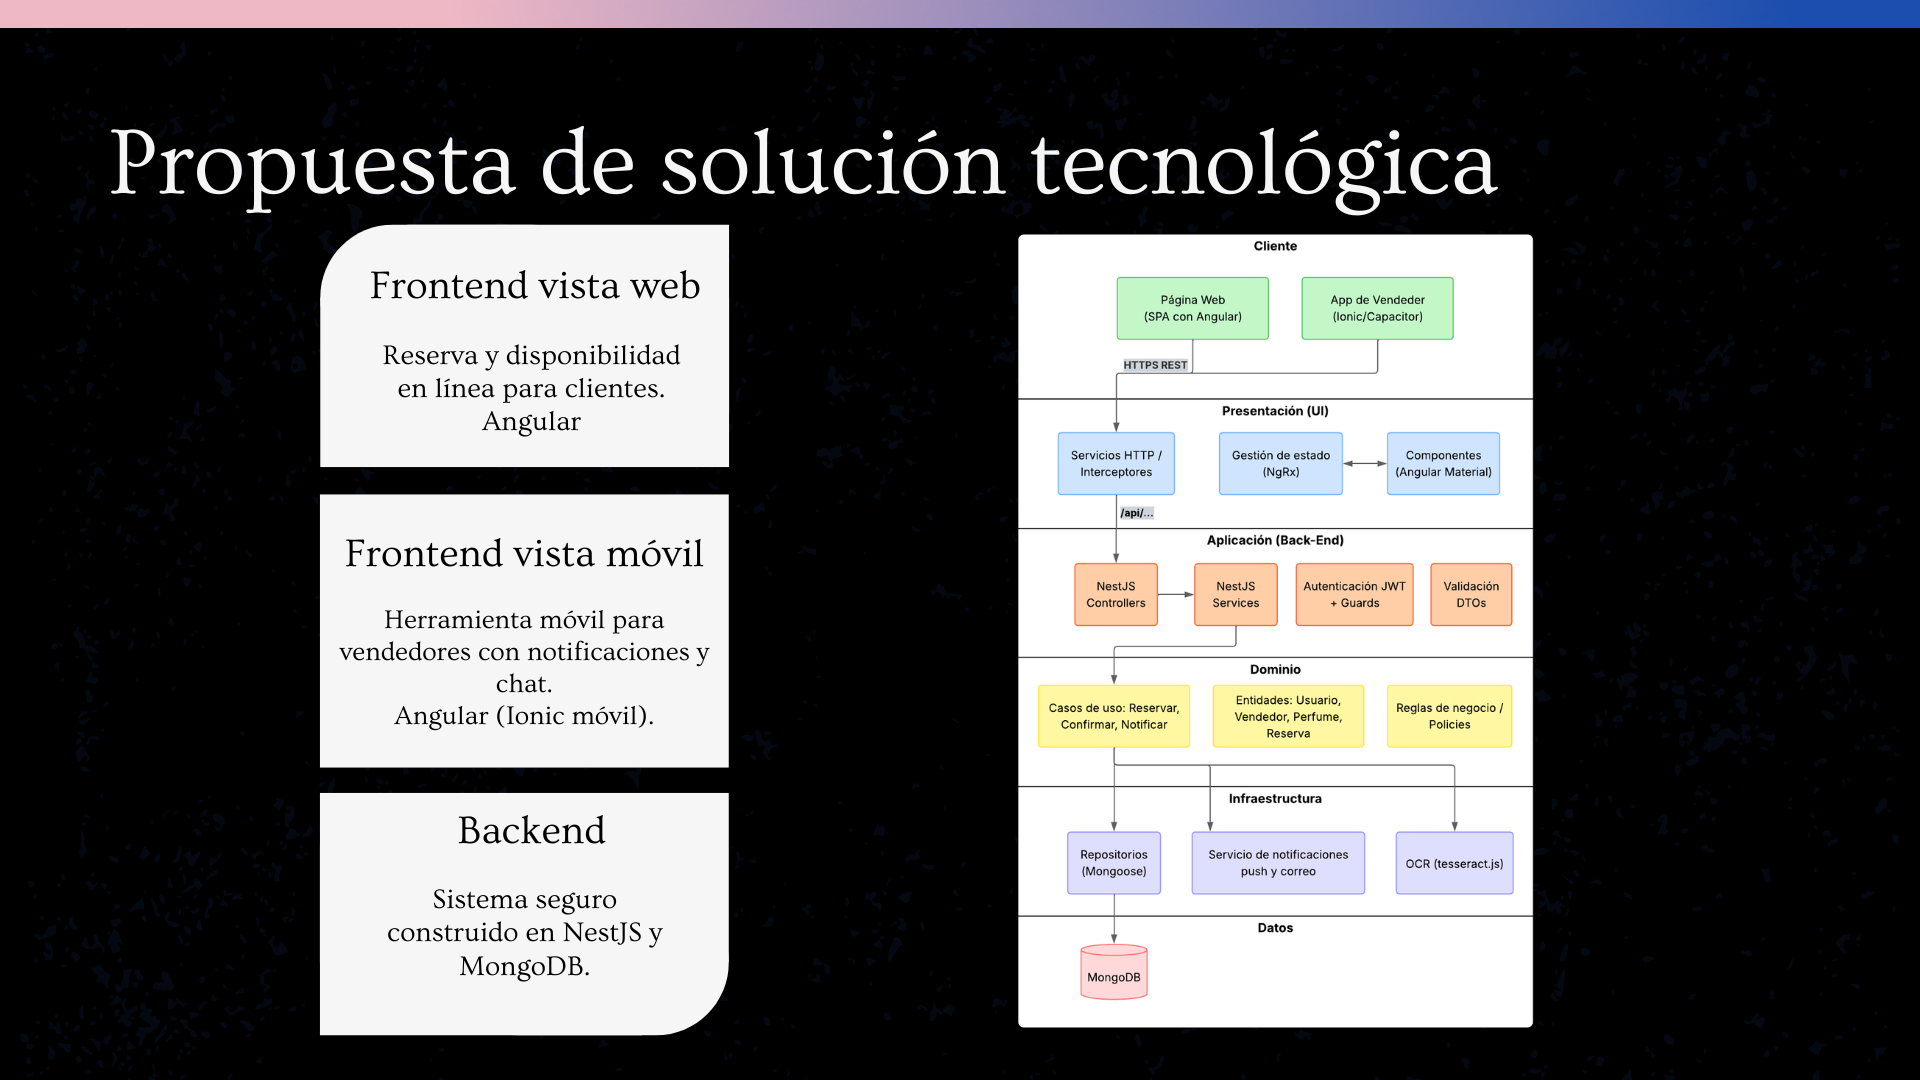 Propuesta de solución tecnológica
Frontend vista web
Reserva y disponibilidad
en línea para clientes.
Angular
Frontend vista móvil
Herramienta móvil para
vendedores con notificaciones y
chat.
Angular (Ionic móvil).
Backend
Sistema seguro
construido en NestJS y
MongoDB.
Cliente
Página Web
(SPA con Angular)
App de Vendeder
(Ionic/Capacitor)
HTTPS REST
Presentación (UI)
Servicios HTTP /
Interceptores
Gestión de estado
(NgRx)
Componentes
(Angular Material)
/api/...
Aplicación (Back-End)
NestJS
Controllers
NestJS
Services
Autenticación JWT
+ Guards
Validación
DTOs
Dominio
Casos de uso: Reservar,
Confirmar, Notificar
Entidades: Usuario,
Vendedor, Perfume,
Reserva
Reglas de negocio /
Policies
Infraestructura
Repositorios
(Mongoose)
Servicio de notificaciones
push y correo
OCR (tesseract.js)
Datos
MongoDB